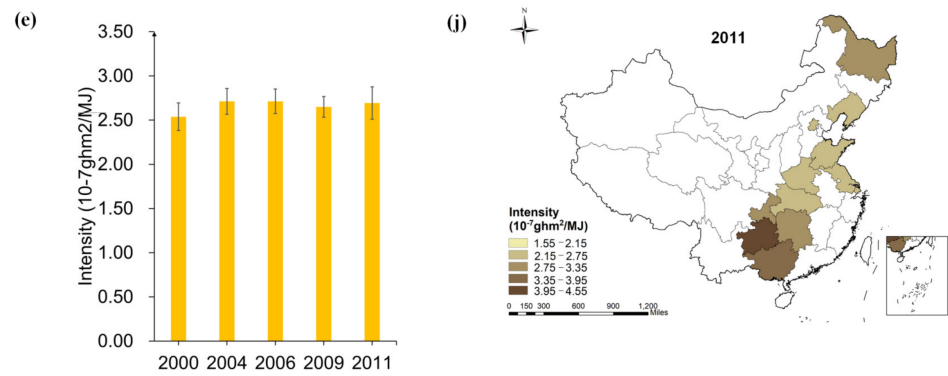 (e)
3.50
3.00
2.50
2.00
1.50
1.00
0.50
0.00
Intensity (10-7ghm2/MJ)
2000 2004 2006 2009 2011
(j)
N
2011
Intensity
(10⁻⁷ghm²/MJ)
1.55 – 2.15
2.15 – 2.75
2.75 – 3.35
3.35 – 3.95
3.95 – 4.55
0 150 300 600 900 1,200
Miles